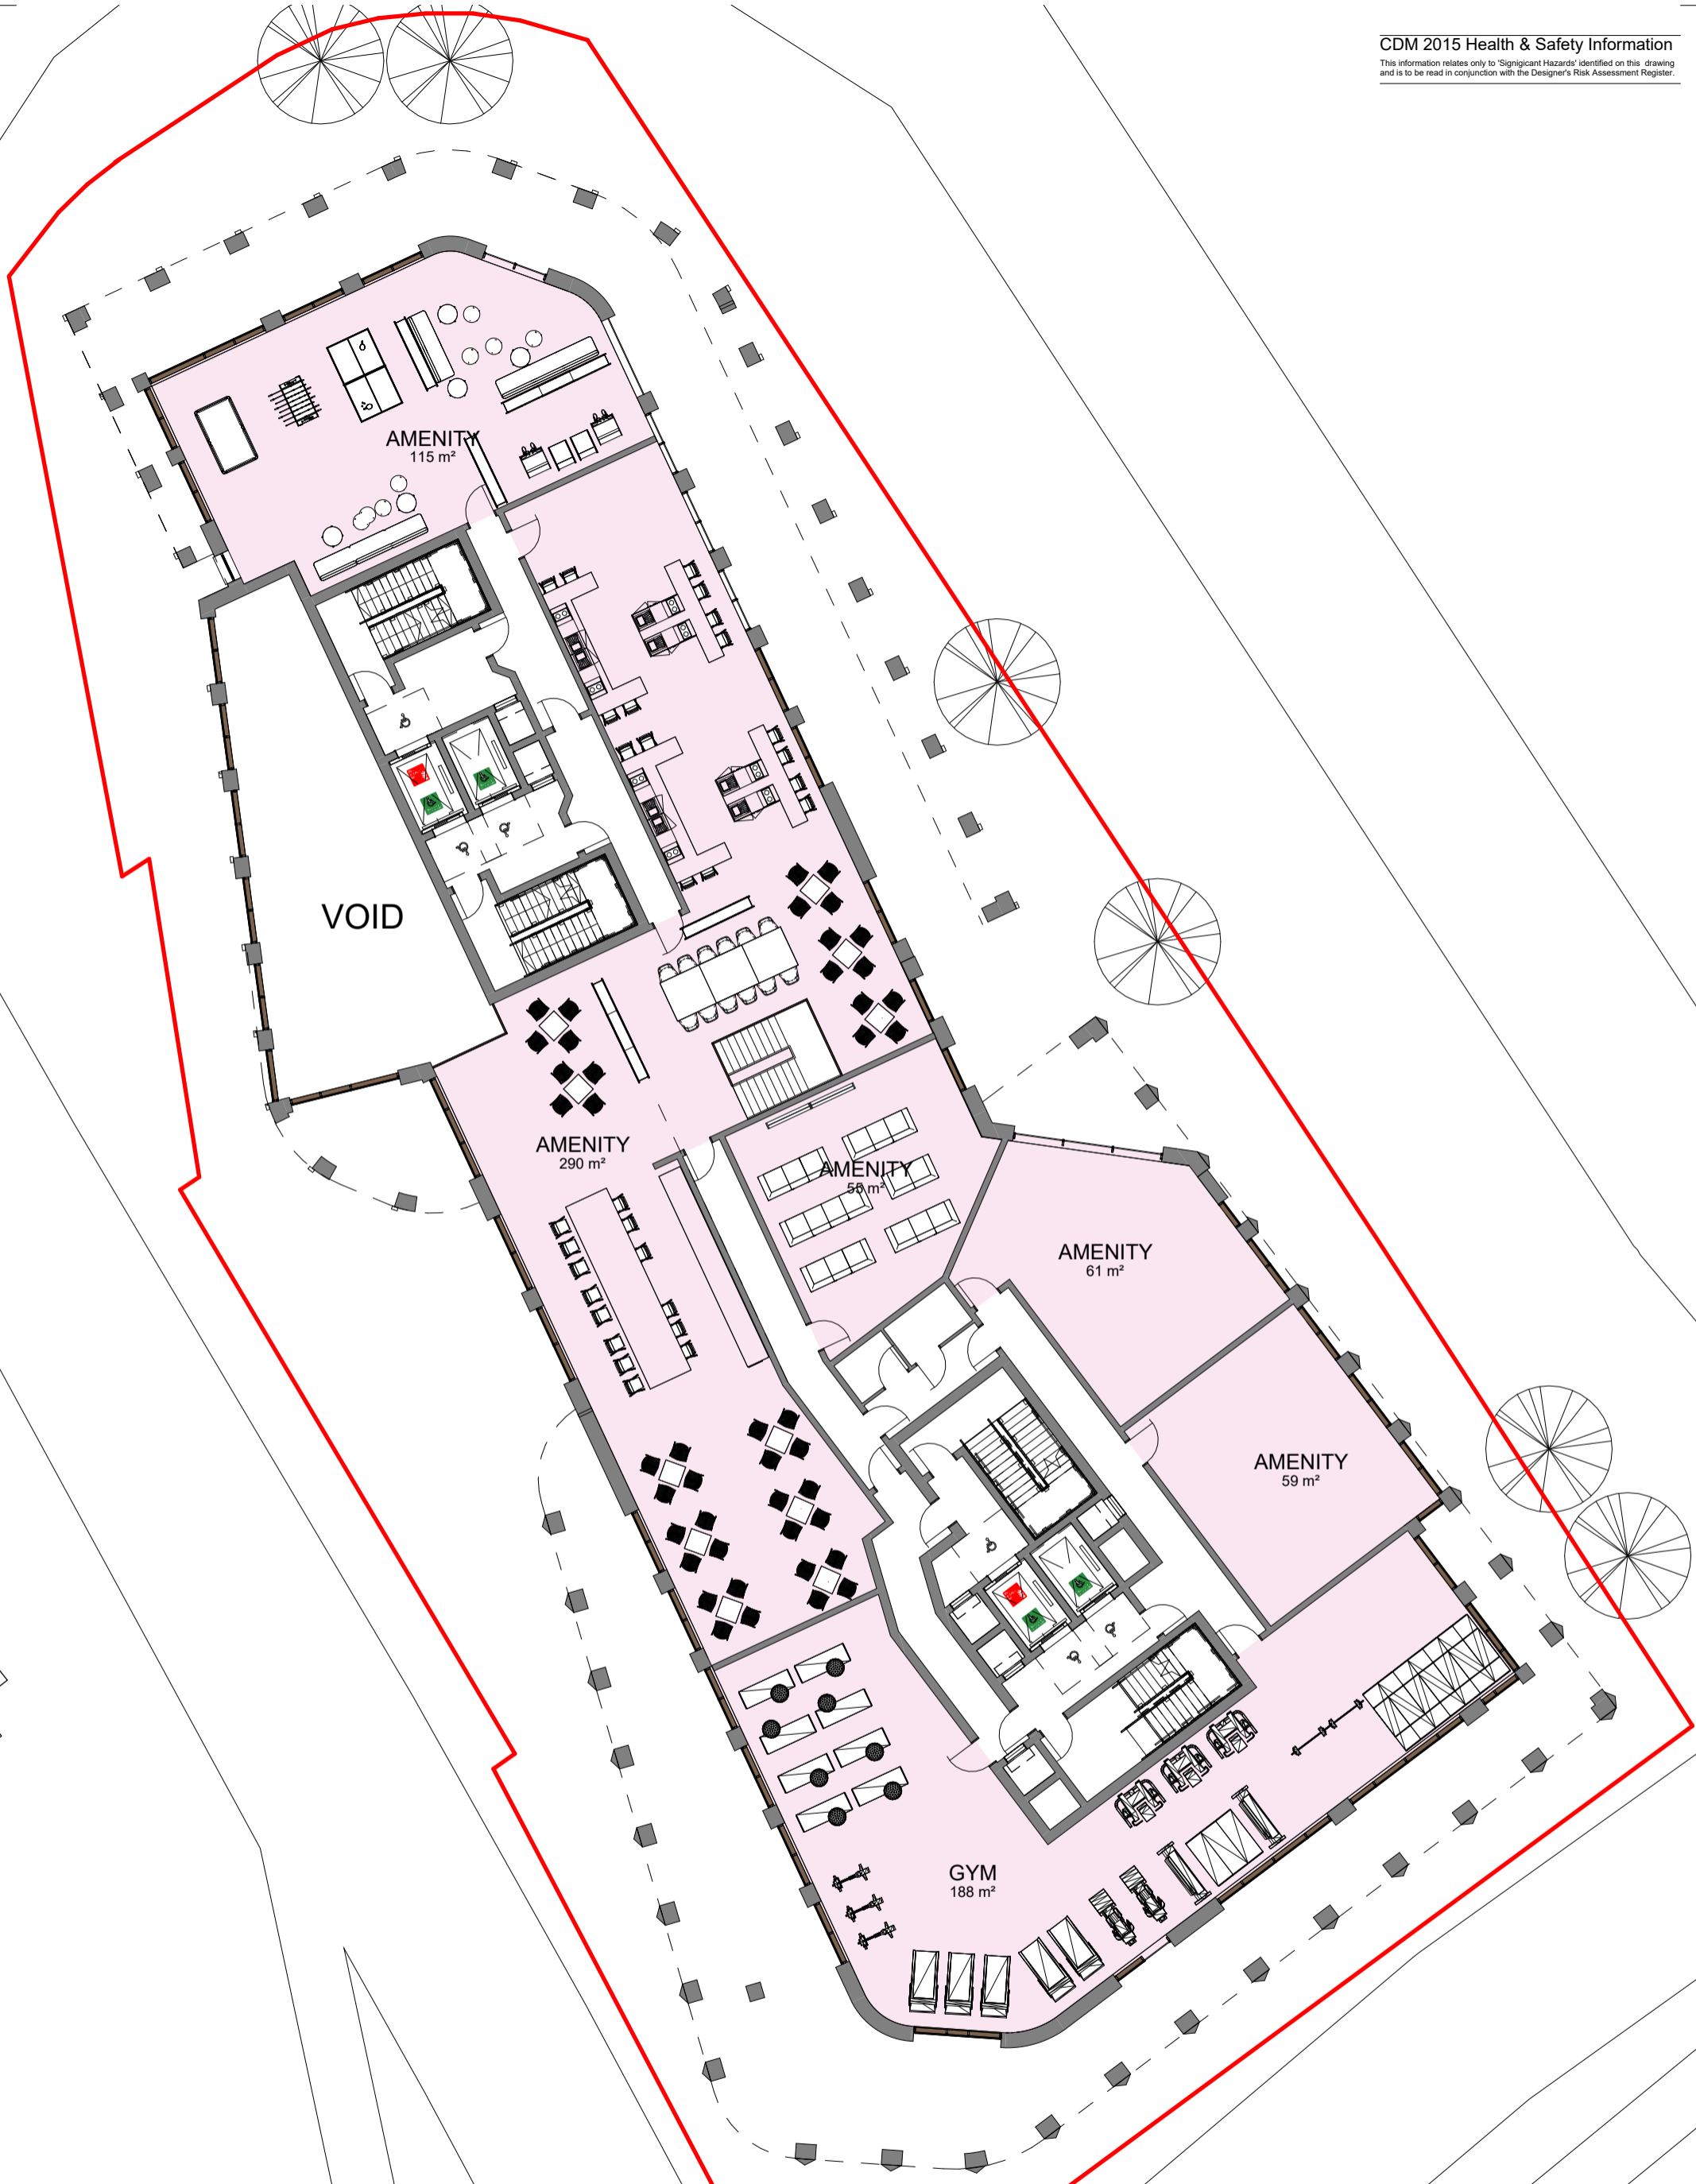 CDM 2015 Health & Safety Information
This information relates only to 'Signigicant Hazards' identified on this drawing
and is to be read in conjunction with the Designer's Risk Assessment Register.
AMENITY
115 m²
VOID
AMENITY
290 m²
AMENITY
55 m²
AMENITY
61 m²
AMENITY
59 m²
GYM
188 m²